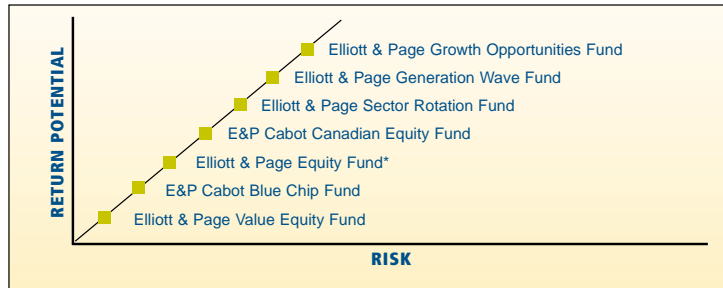 RETURN POTENTIAL
Elliott & Page Growth Opportunities Fund
Elliott & Page Generation Wave Fund
Elliott & Page Sector Rotation Fund
E&P Cabot Canadian Equity Fund
Elliott & Page Equity Fund*
E&P Cabot Blue Chip Fund
Elliott & Page Value Equity Fund
RISK